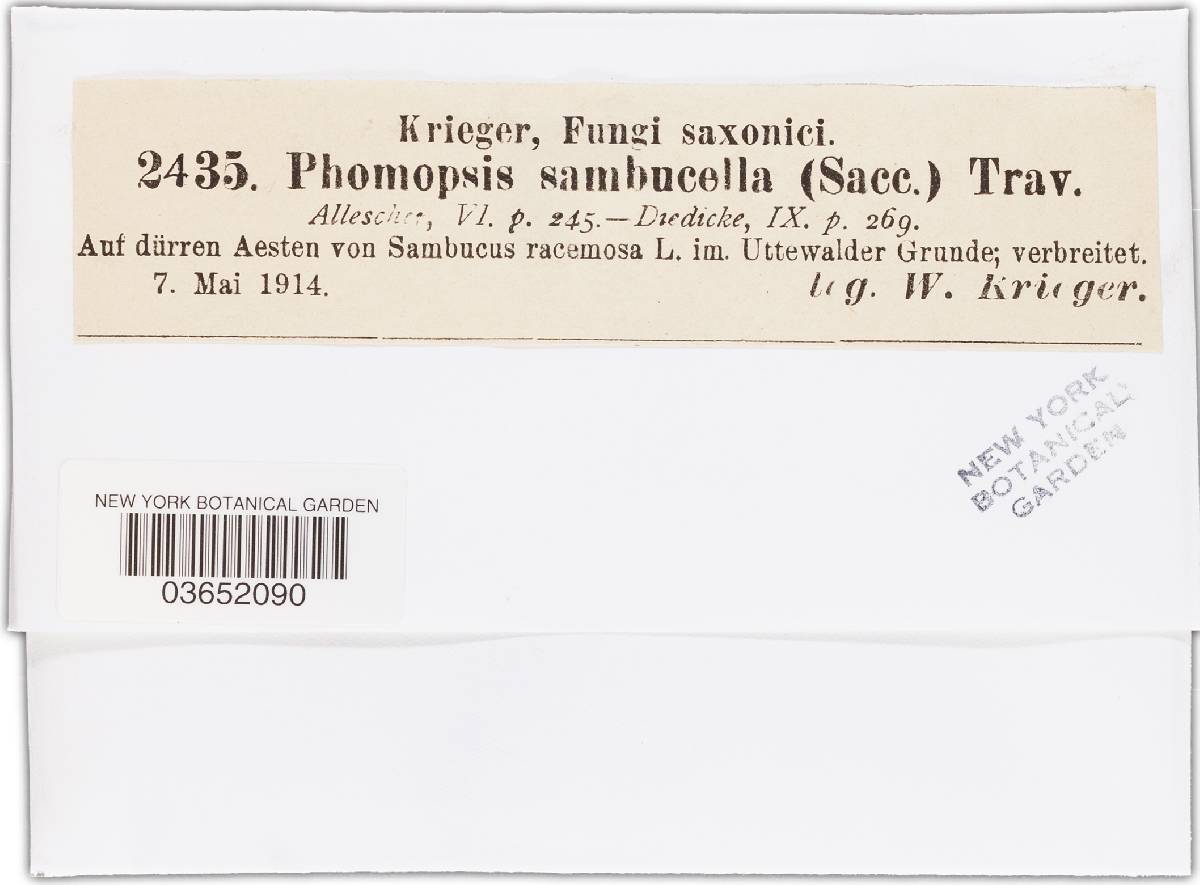 Krieger, Fungi saxonici.
2435. Phomopsis sambucella (Sacc.) Trav.
Allescher, VI. p. 245.—Diedicke, IX. p. 269.
Auf dürren Aesten von Sambucus racemosa L. im. Uttewalder Grunde; verbreitet.
7. Mai 1914. leg. W. Krieger.
NEW YORK
BOTANICAL
GARDEN
NEW YORK BOTANICAL GARDEN
03652090